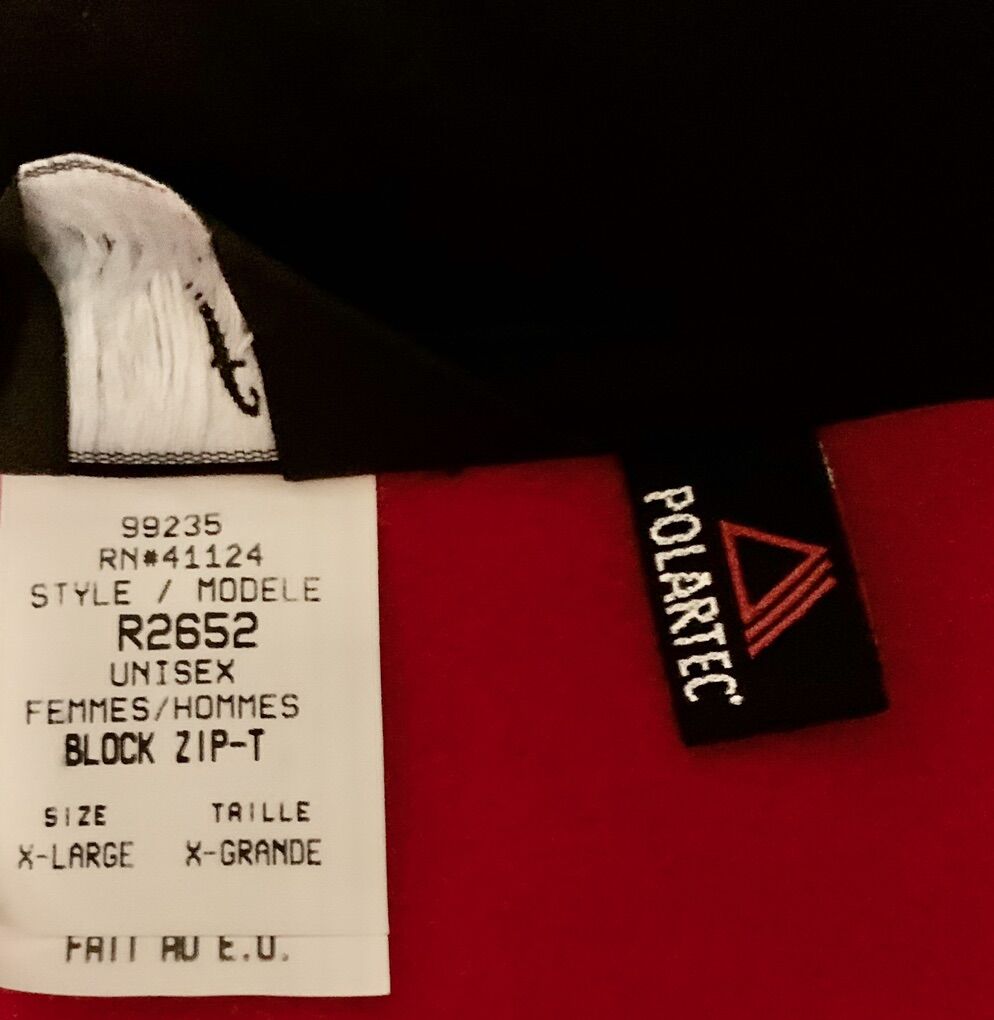 99235
RN#41124
STYLE / MODELE
R2652
UNISEX
FEMMES/HOMMES
BLOCK ZIP-T
SIZE TAILLE
X-LARGE X-GRANDE
FAIT AU E.U.
POLARTEC®